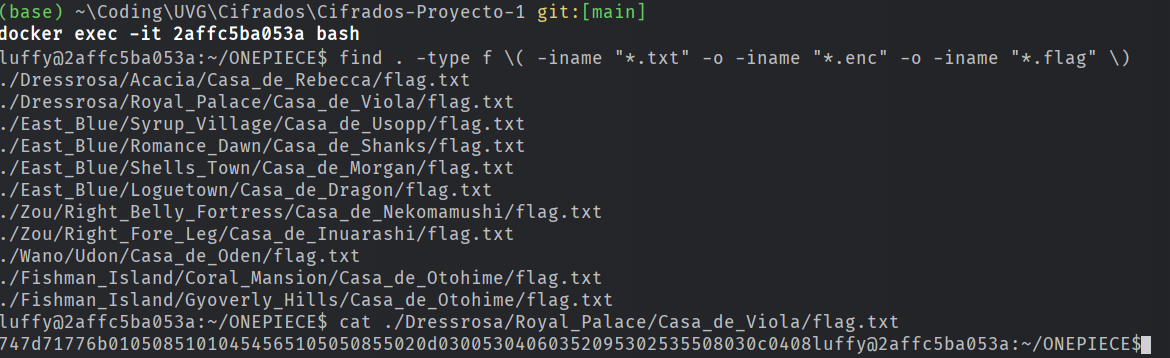 (base) ~\Coding\UVG\Cifrados\Cifrados-Proyecto-1 git:[main]
docker exec -it 2affc5ba053a bash
luffy@2affc5ba053a:~/ONEPIECE$ find . -type f \( -iname "*.txt" -o -iname "*.enc" -o -iname "*.flag" \)
./Dressrosa/Acacia/Casa_de_Rebecca/flag.txt
./Dressrosa/Royal_Palace/Casa_de_Viola/flag.txt
./East_Blue/Syrup_Village/Casa_de_Usopp/flag.txt
./East_Blue/Romance_Dawn/Casa_de_Shanks/flag.txt
./East_Blue/Shells_Town/Casa_de_Morgan/flag.txt
./East_Blue/Loguetown/Casa_de_Dragon/flag.txt
./Zou/Right_Belly_Fortress/Casa_de_Nekomamushi/flag.txt
./Zou/Right_Fore_Leg/Casa_de_Inuarashi/flag.txt
./Wano/Udon/Casa_de_Oden/flag.txt
./Fishman_Island/Coral_Mansion/Casa_de_Otohime/flag.txt
./Fishman_Island/Gyoverly_Hills/Casa_de_Otohime/flag.txt
luffy@2affc5ba053a:~/ONEPIECE$ cat ./Dressrosa/Royal_Palace/Casa_de_Viola/flag.txt
747d71776b0105085101045456510505085502 0d03005304060352095302535508030c0408luffy@2affc5ba053a:~/ONEPIECE$